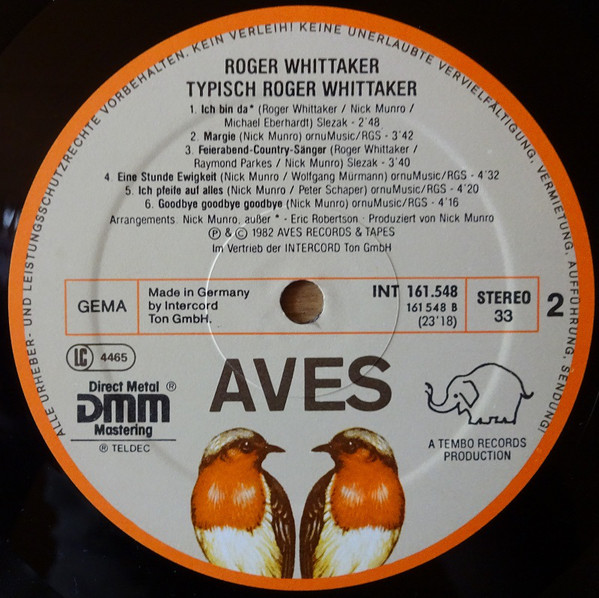 ALLE URHEBER- UND LEISTUNGSSCHUTZRECHTE VORBEHALTEN. KEIN VERLEIH! KEINE UNERLAUBTE VERVIELFÄLTIGUNG, VERMIETUNG, AUFFÜHRUNG, SENDUNG!
ROGER WHITTAKER
TYPISCH ROGER WHITTAKER
1. Ich bin da* (Roger Whittaker / Nick Munro /
Michael Eberhardt) Slezak - 2'48
2. Margie (Nick Munro) ornuMusic/RGS - 3'42
3. Feierabend-Country-Sänger (Roger Whittaker /
Raymond Parkes / Nick Munro) Slezak - 3'40
4. Eine Stunde Ewigkeit (Nick Munro / Wolfgang Mürmann) ornuMusic/RGS - 4'32
5. Ich pfeife auf alles (Nick Munro / Peter Schaper) ornuMusic/RGS - 4'20
6. Goodbye goodbye goodbye (Nick Munro) ornuMusic/RGS - 4'16
Arrangements: Nick Munro, außer * - Eric Robertson. Produziert von Nick Munro
Ⓟ & © 1982 AVES RECORDS & TAPES
Im Vertrieb der INTERCORD Ton GmbH
GEMA
Made in Germany
by Intercord
Ton GmbH.
INT 161.548
161 548 B
(23'18)
STEREO
33
2
LC 4465
Direct Metal ®
DMM
Mastering
® TELDEC
AVES
A TEMBO RECORDS
PRODUCTION